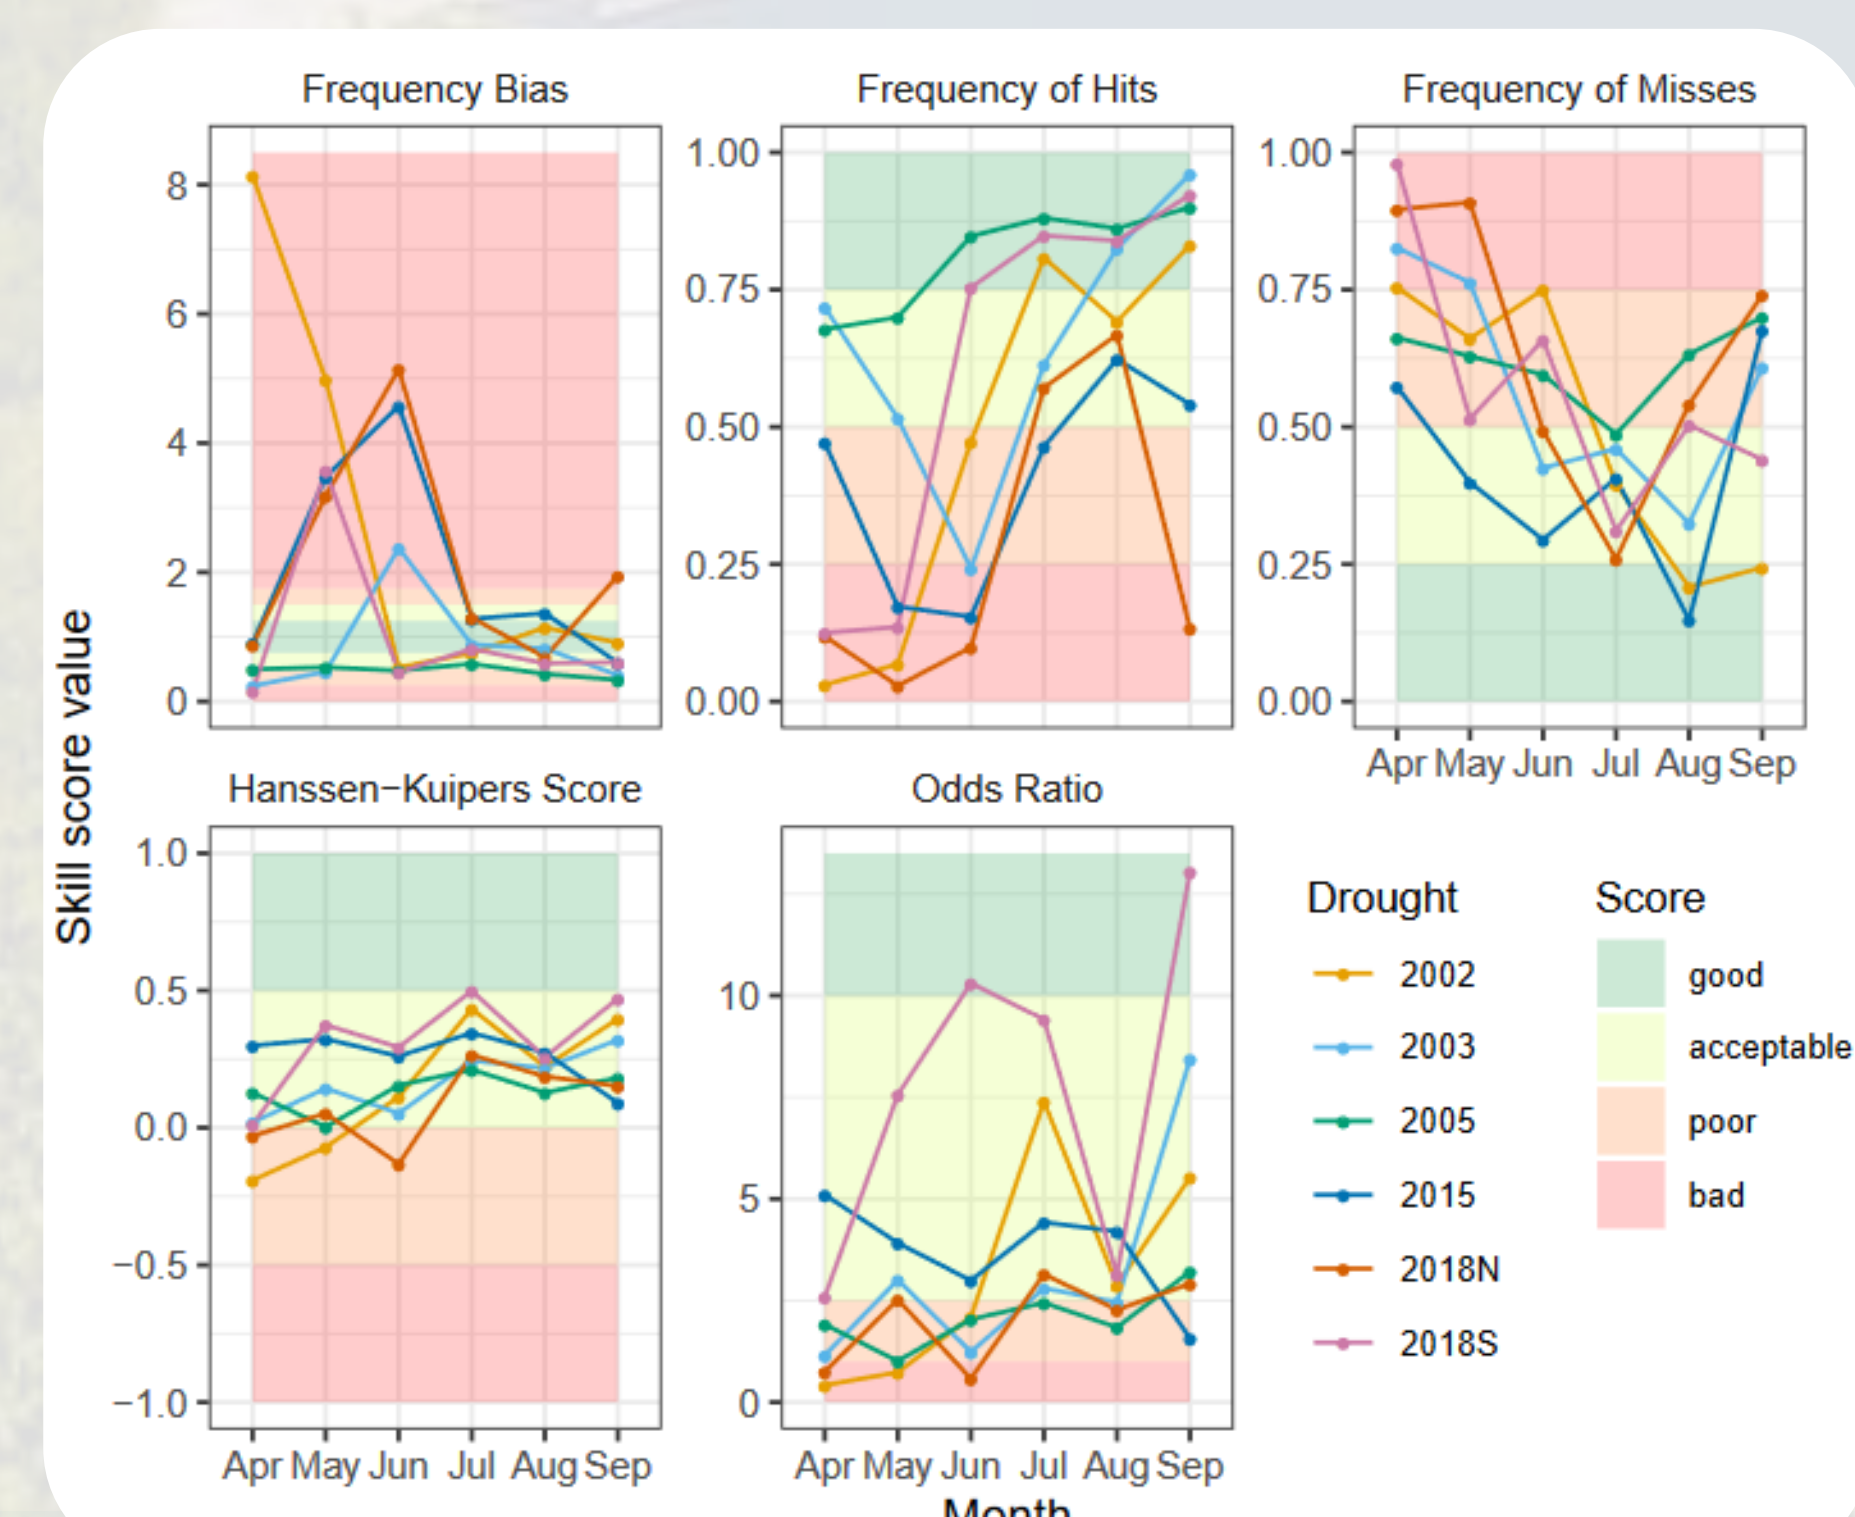 Frequency Bias
Frequency of Hits
Frequency of Misses
8
6
4
2
0
1.00
0.75
0.50
0.25
0.00
1.00
0.75
0.50
0.25
0.00
Apr May Jun Jul Aug Sep
Skill score value
Hanssen−Kuipers Score
Odds Ratio
1.0
0.5
0.0
−0.5
−1.0
10
5
0
Apr May Jun Jul Aug Sep
Apr May Jun Jul Aug Sep
Month
Drought
2002
2003
2005
2015
2018N
2018S
Score
good
acceptable
poor
bad